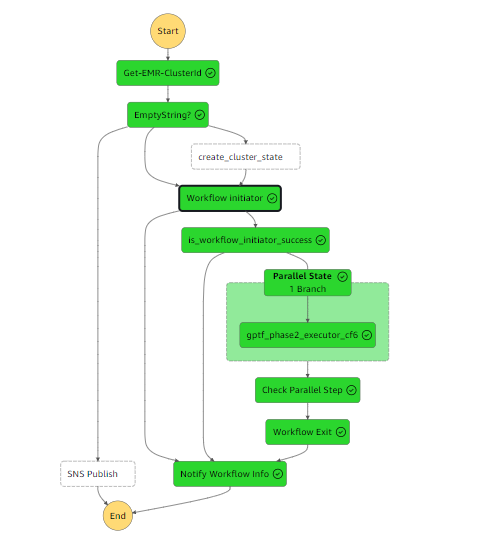 Start
Get-EMR-ClusterId
EmptyString?
create_cluster_state
Workflow initiator
is_workflow_initiator_success
Parallel State
1 Branch
gptf_phase2_executor_cf6
Check Parallel Step
Workflow Exit
SNS Publish
Notify Workflow Info
End